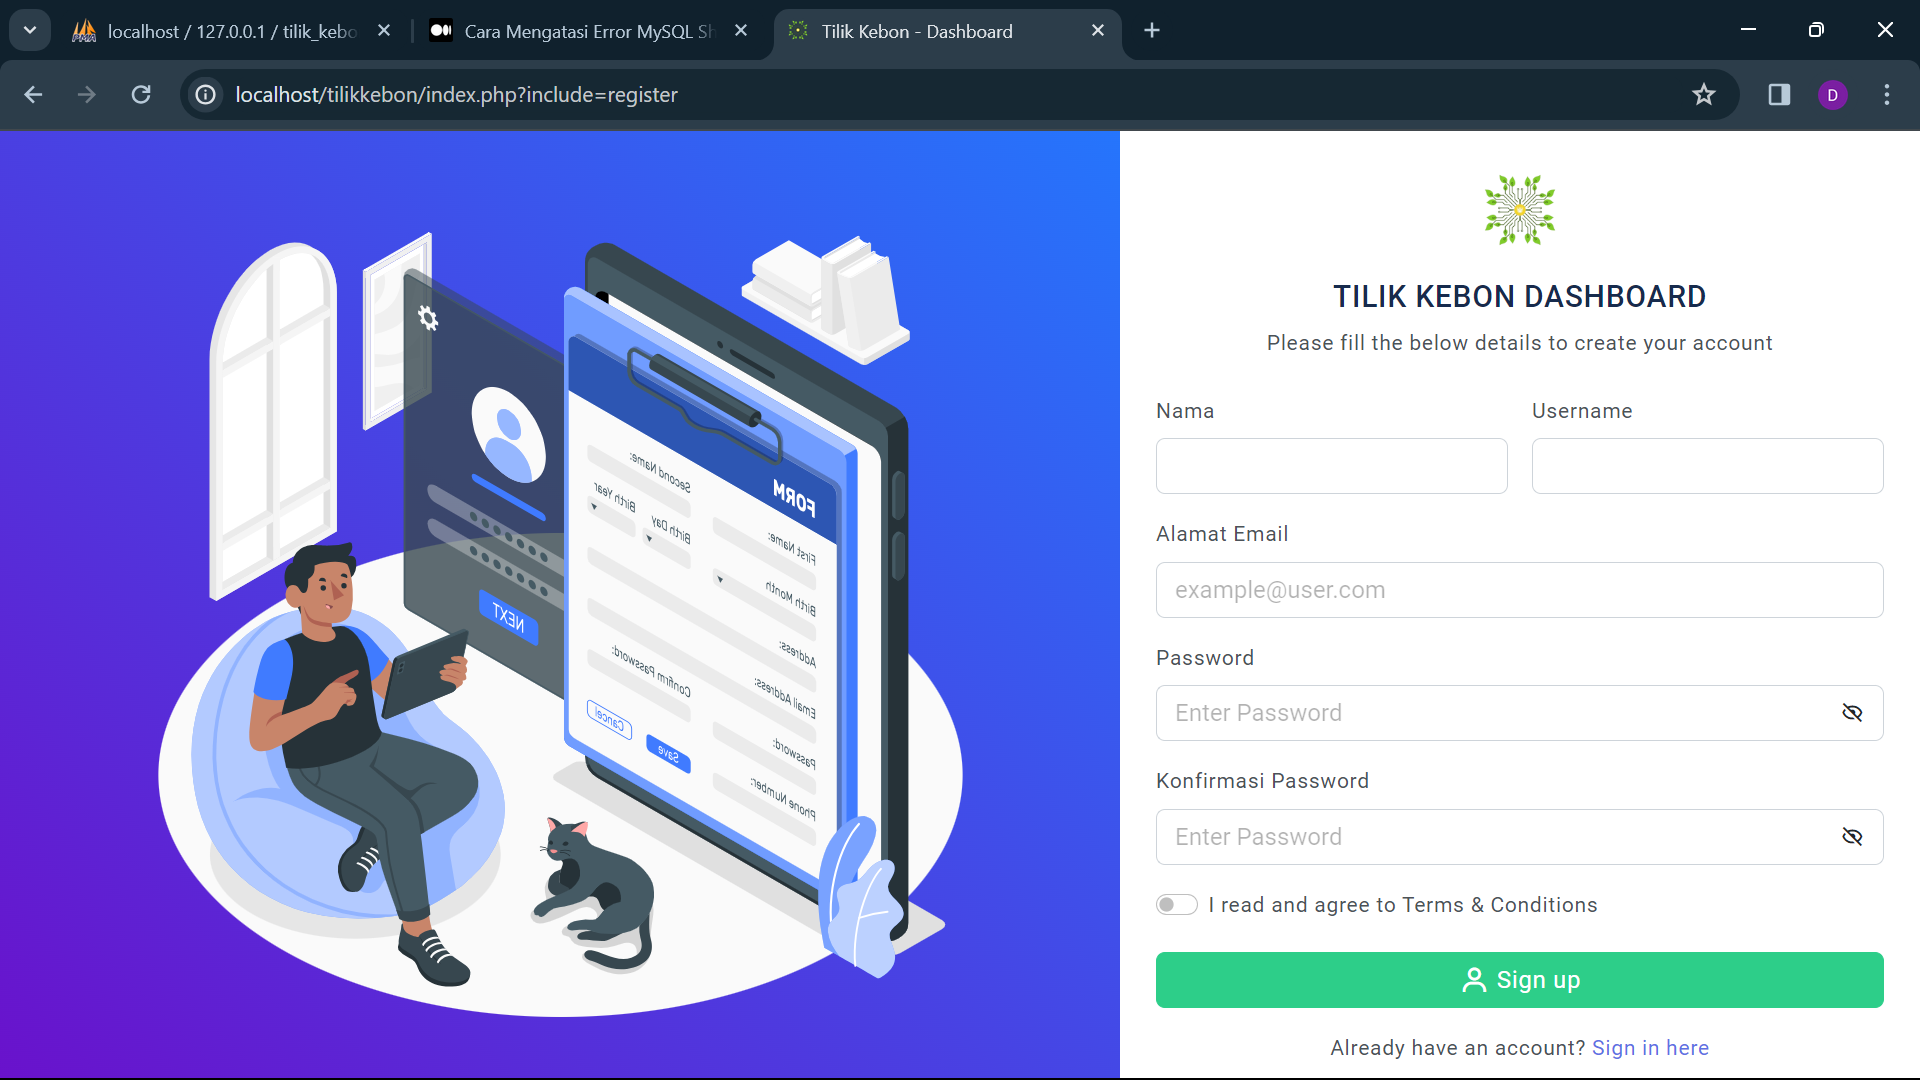 localhost / 127.0.0.1 / tilik_kebo
Cara Mengatasi Error MySQL Sh
Tilik Kebon - Dashboard
localhost/tilikkebon/index.php?include=register
D
FORM
First Name:
Second Name:
Birth Month
Birth Day
Birth Year
Address:
Email Address:
Password:
Confirm Password:
Phone Number:
Save
Cancel
NEXT
TILIK KEBON DASHBOARD
Please fill the below details to create your account
Nama
Username
Alamat Email
example@user.com
Password
Enter Password
Konfirmasi Password
Enter Password
I read and agree to Terms & Conditions
Sign up
Already have an account? Sign in here